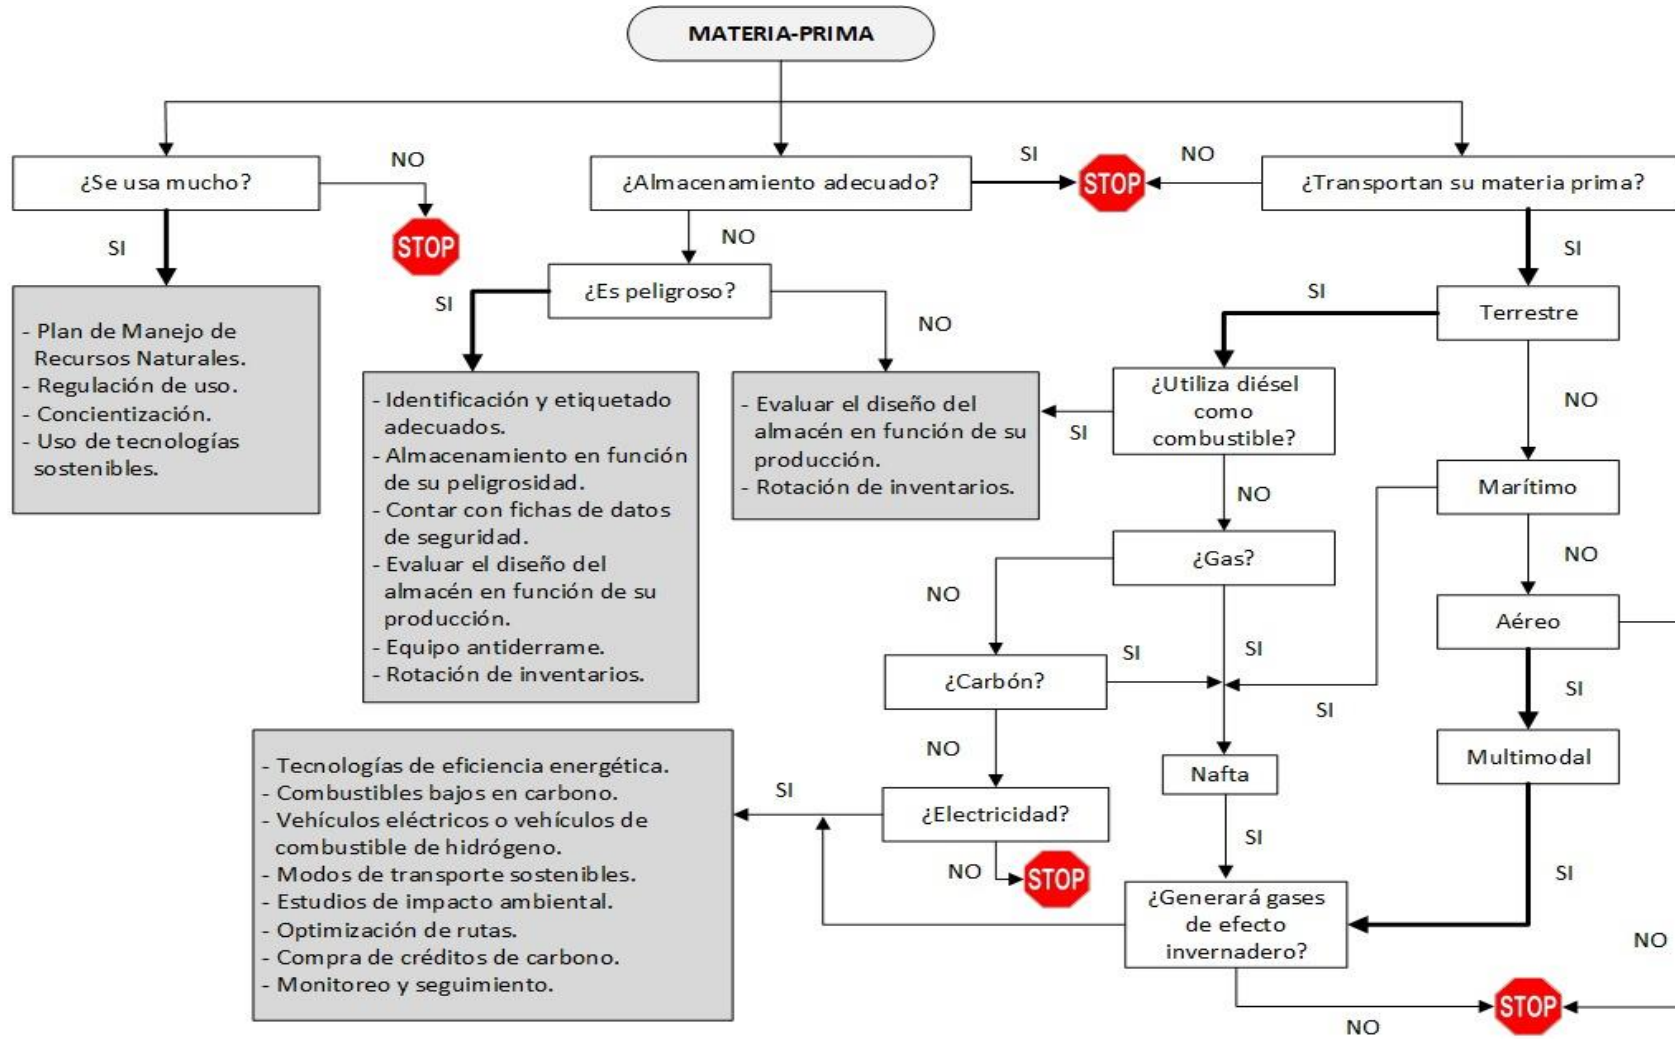 MATERIA-PRIMA
¿Se usa mucho?
NO
STOP
SI
- Plan de Manejo de
Recursos Naturales.
- Regulación de uso.
- Concientización.
- Uso de tecnologías
sostenibles.
¿Almacenamiento adecuado?
SI
STOP
NO
¿Es peligroso?
SI
NO
- Identificación y etiquetado
adecuados.
- Almacenamiento en función
de su peligrosidad.
- Contar con fichas de datos
de seguridad.
- Evaluar el diseño del
almacén en función de su
producción.
- Equipo antiderrame.
- Rotación de inventarios.
- Evaluar el diseño del
almacén en función de su
producción.
- Rotación de inventarios.
NO
¿Transportan su materia prima?
SI
Terrestre
SI
NO
¿Utiliza diésel
como
combustible?
SI
NO
Marítimo
SI
NO
¿Gas?
NO
SI
Aéreo
SI
NO
¿Carbón?
SI
NO
Multimodal
SI
Nafta
SI
¿Electricidad?
SI
NO
STOP
¿Generará gases
de efecto
invernadero?
NO
STOP
- Tecnologías de eficiencia energética.
- Combustibles bajos en carbono.
- Vehículos eléctricos o vehículos de
combustible de hidrógeno.
- Modos de transporte sostenibles.
- Estudios de impacto ambiental.
- Optimización de rutas.
- Compra de créditos de carbono.
- Monitoreo y seguimiento.